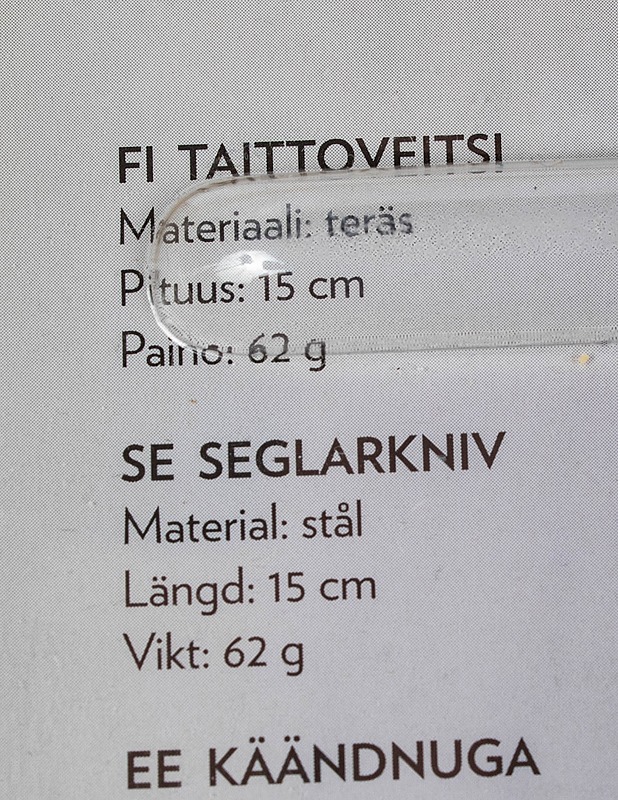 FI TAITTOVEITSI
Materiaali: teräs
Pituus: 15 cm
Paino: 62 g
SE SEGLARKNIV
Material: stål
Längd: 15 cm
Vikt: 62 g
EE KÄÄNDNUGA